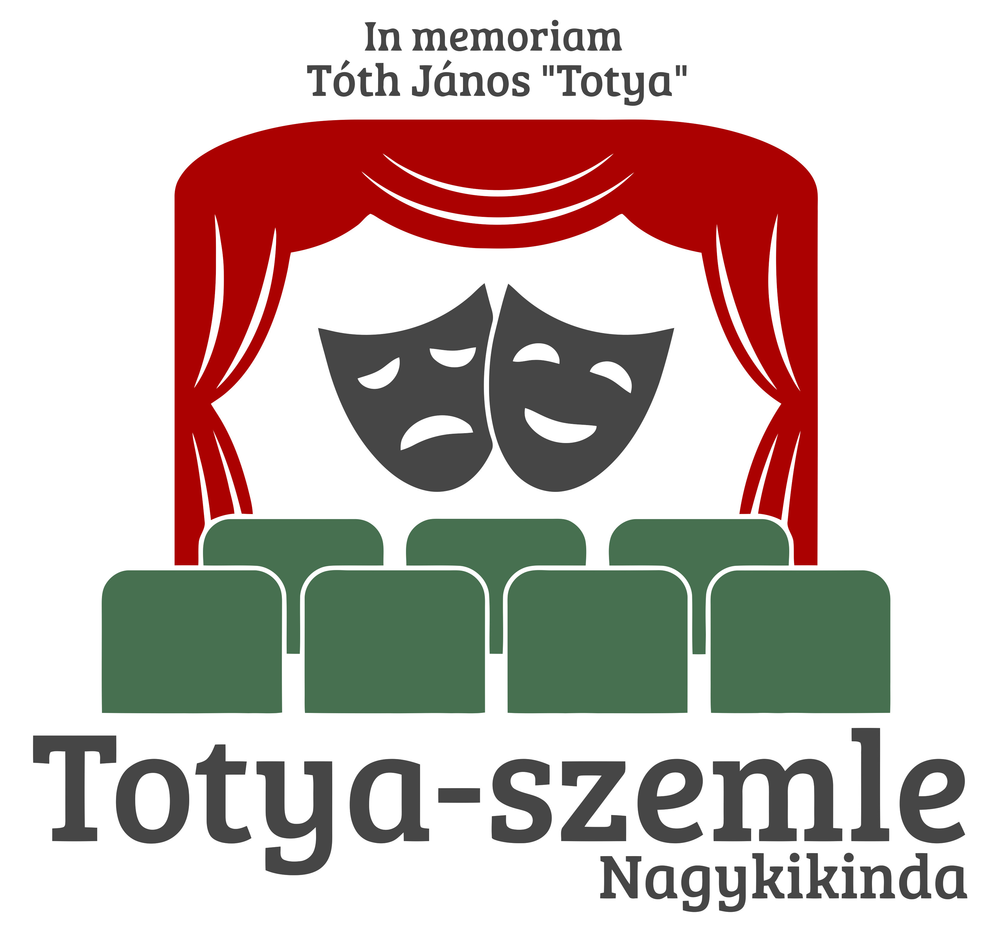 In memoriam
Tóth János "Totya"
Totya-szemle
Nagykikinda